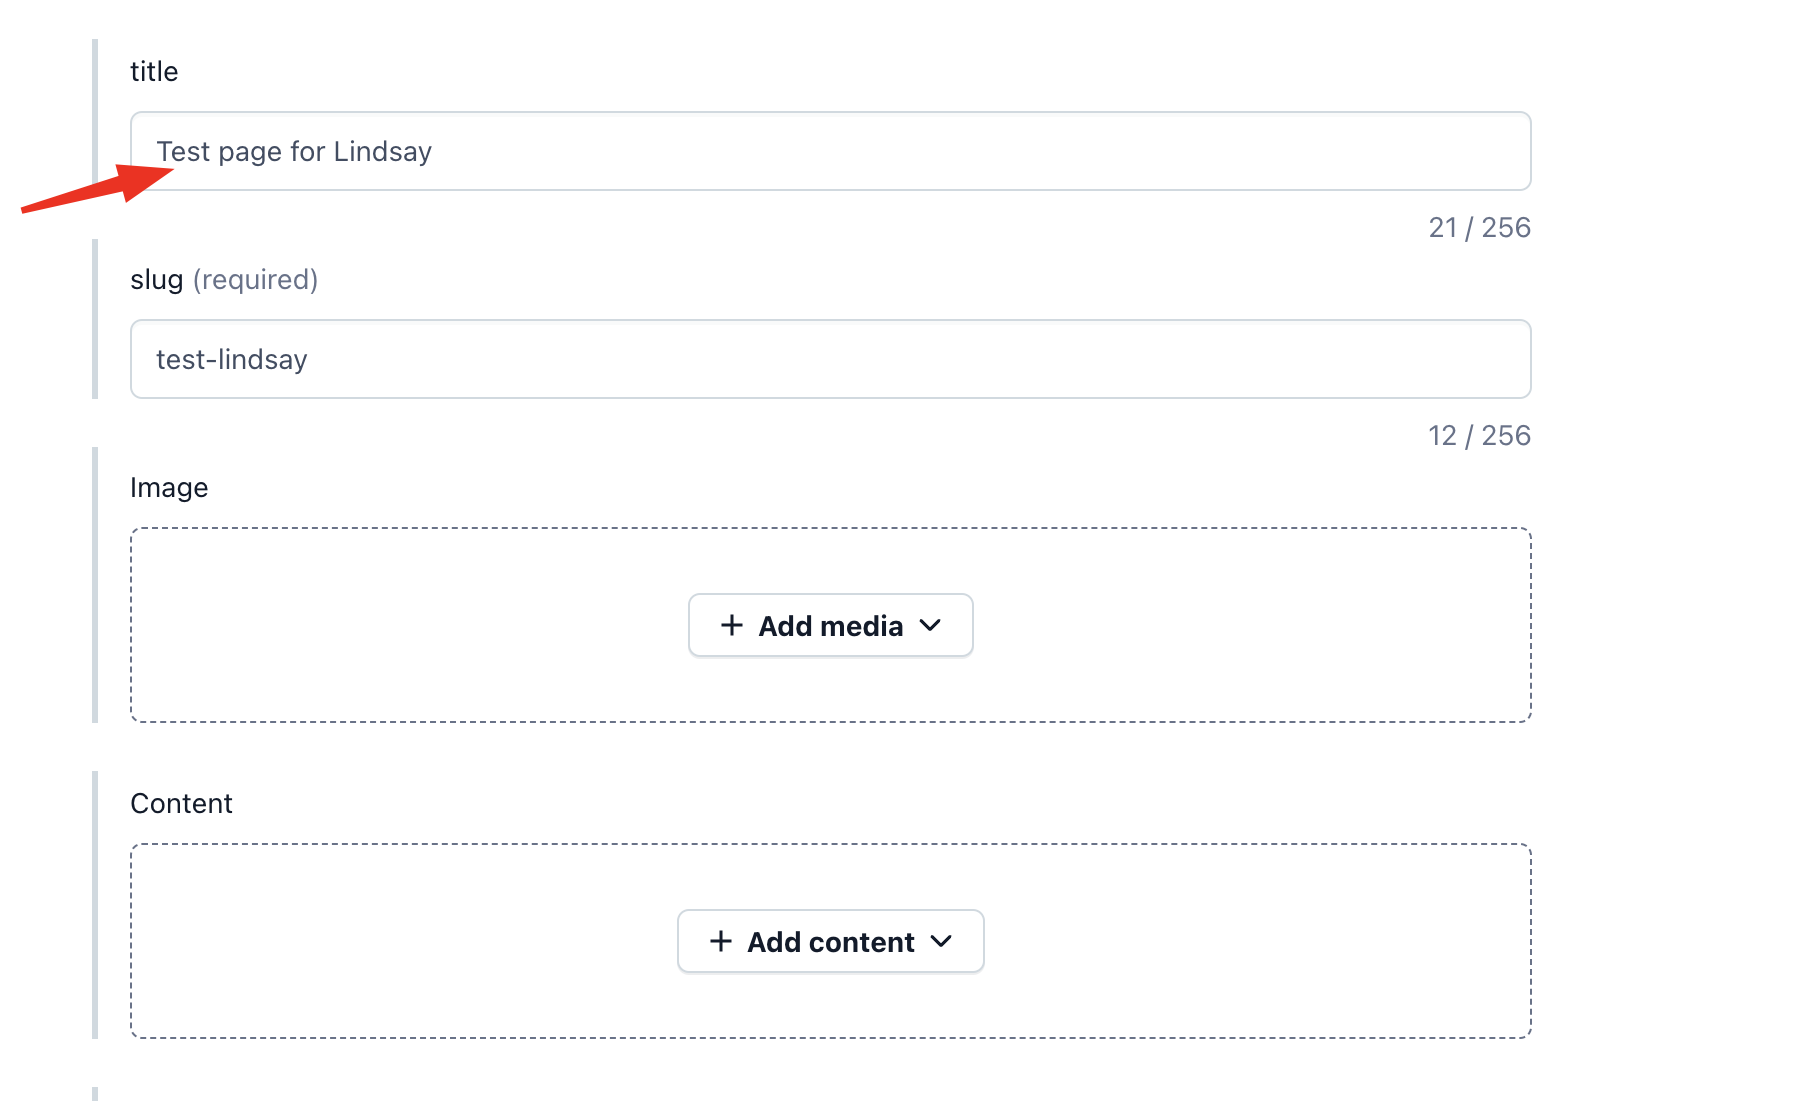 title
Test page for Lindsay
21 / 256
slug (required)
test-lindsay
12 / 256
Image
+ Add media
Content
+ Add content